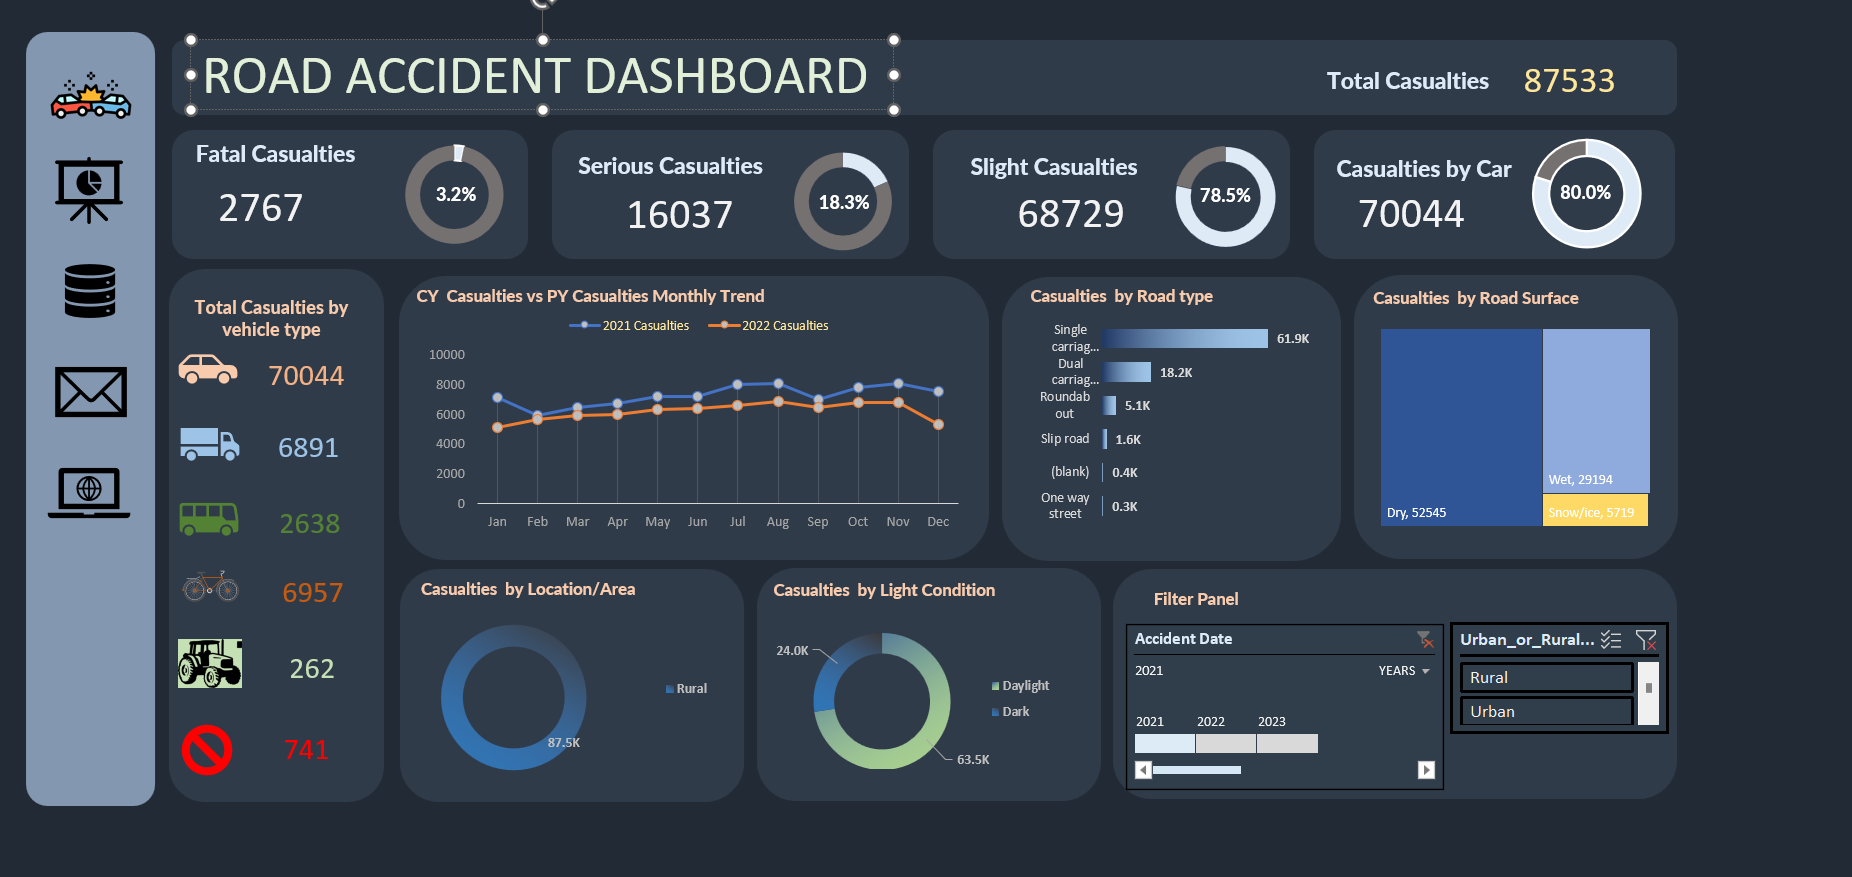 ROAD ACCIDENT DASHBOARD
Total Casualties 87533
Fatal Casualties
2767
3.2%
Serious Casualties
16037
18.3%
Slight Casualties
68729
78.5%
Casualties by Car
70044
80.0%
Total Casualties by
vehicle type
70044
6891
2638
6957
262
741
CY Casualties vs PY Casualties Monthly Trend
2021 Casualties 2022 Casualties
10000
8000
6000
4000
2000
0
Jan Feb Mar Apr May Jun Jul Aug Sep Oct Nov Dec
Casualties by Road type
Single
carriag...
61.9K
Dual
carriag...
18.2K
Roundab
out
5.1K
Slip road 1.6K
(blank) 0.4K
One way
street
0.3K
Casualties by Road Surface
Dry, 52545
Wet, 29194
Snow/ice, 5719
Casualties by Location/Area
87.5K
Rural
Casualties by Light Condition
24.0K
63.5K
Daylight
Dark
Filter Panel
Accident Date
2021 YEARS
2021 2022 2023
Urban_or_Rural...
Rural
Urban